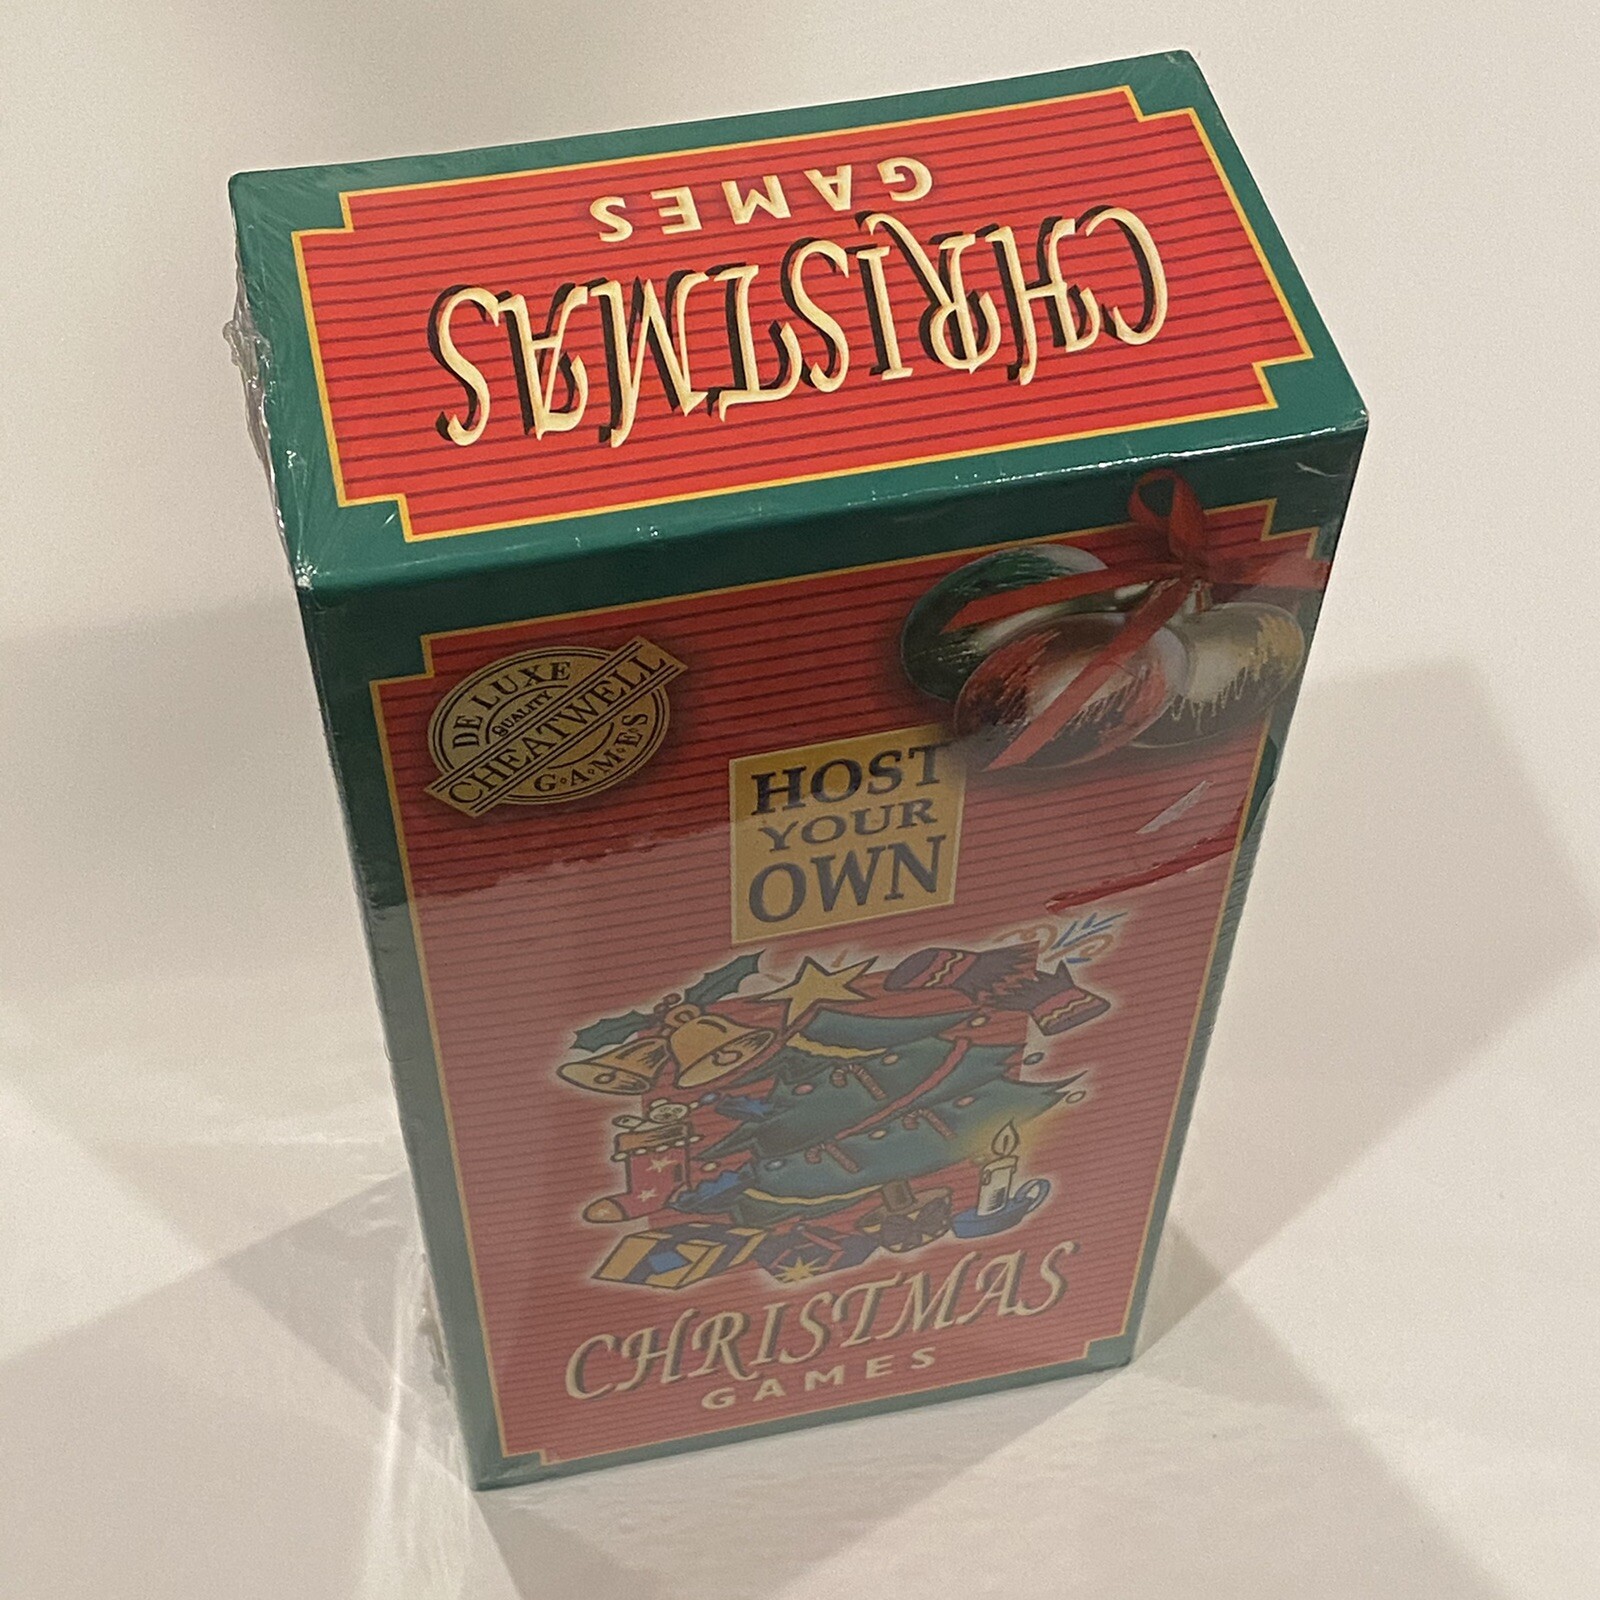 CHRISTMAS
GAMES
DE LUXE
QUALITY
CHEATWELL
G·A·M·E·S
HOST
YOUR
OWN
CHRISTMAS
GAMES